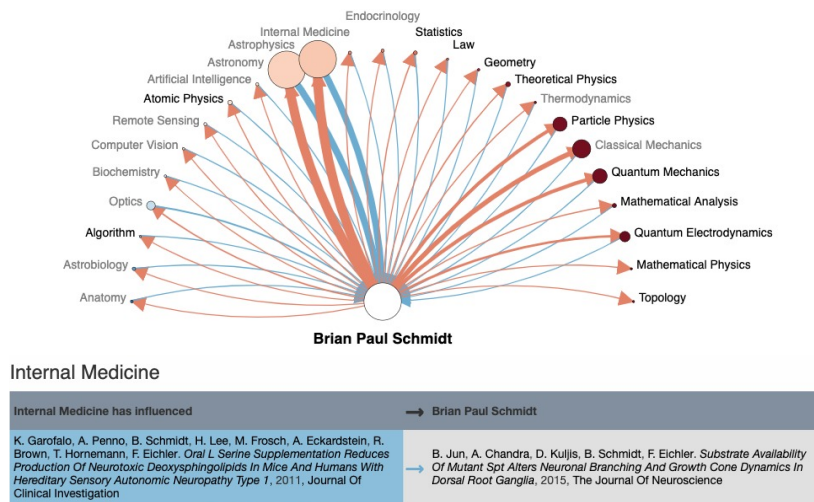 Endocrinology
Internal Medicine
Astrophysics
Statistics
Law
Astronomy
Geometry
Artificial Intelligence
Theoretical Physics
Atomic Physics
Thermodynamics
Remote Sensing
Particle Physics
Computer Vision
Classical Mechanics
Biochemistry
Quantum Mechanics
Optics
Mathematical Analysis
Algorithm
Quantum Electrodynamics
Astrobiology
Mathematical Physics
Anatomy
Topology
Brian Paul Schmidt
Internal Medicine
Internal Medicine has influenced → Brian Paul Schmidt
K. Garofalo, A. Penno, B. Schmidt, H. Lee, M. Frosch, A. Eckardstein, R.
Brown, T. Hornemann, F. Eichler. Oral L Serine Supplementation Reduces
Production Of Neurotoxic Deoxysphingolipids In Mice And Humans With
Hereditary Sensory Autonomic Neuropathy Type 1, 2011, Journal Of
Clinical Investigation
→
B. Jun, A. Chandra, D. Kuljis, B. Schmidt, F. Eichler. Substrate Availability
Of Mutant Spt Alters Neuronal Branching And Growth Cone Dynamics In
Dorsal Root Ganglia, 2015, The Journal Of Neuroscience